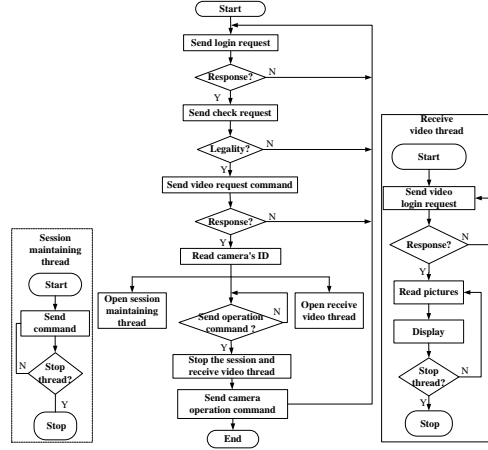 Start
Send login request
Response?
N
Y
Send check request
Legality?
N
Y
Send video request command
Response?
N
Y
Read camera's ID
Open session
maintaining
thread
Send operation
command ?
N
Y
Open receive
video thread
Stop the session and
receive video thread
Send camera
operation command
End
Session
maintaining
thread
Start
Send
command
Stop
thread?
N
Y
Stop
Receive
video thread
Start
Send video
login request
Response?
N
Y
Read pictures
Display
Stop
thread?
N
Y
Stop